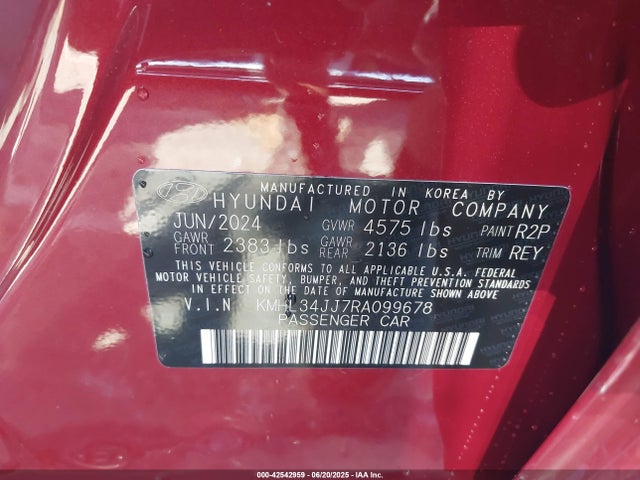 MANUFACTURED IN KOREA BY
HYUNDAI MOTOR COMPANY
JUN/2024 GVWR 4575 lbs PAINT R2P
GAWR FRONT 2383 lbs GAWR REAR 2136 lbs TRIM REY
THIS VEHICLE CONFORMS TO ALL APPLICABLE U.S.A. FEDERAL
MOTOR VEHICLE SAFETY, BUMPER, AND THEFT PREVENTION STANDARDS
IN EFFECT ON THE DATE OF MANUFACTURE SHOWN ABOVE.
V.I.N KMHL34JJ7RA099678
PASSENGER CAR
000-42542959 | 06/20/2025 | IAA Inc.